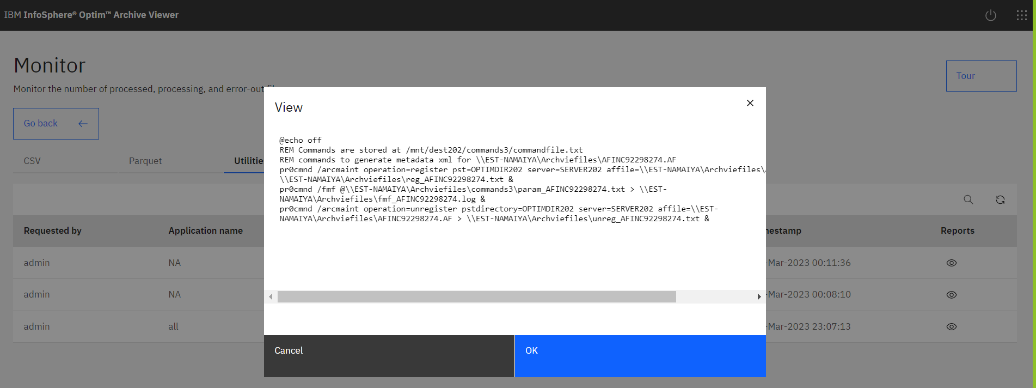 IBM InfoSphere® Optim™ Archive Viewer
Monitor
Monitor the number of processed, processing, and error-out
Tour
Go back
CSV
Parquet
Utilities
View
@echo off
REM Commands are stored at /mnt/dest202/commands3/commandfile.txt
REM commands to generate metadata xml for \\EST-NAMAIYA\Archviefiles\AFINC92298274.AF
pr0cmnd /arcmaint operation=register pst=OPTIMDIR202 server=SERVER202 affile=\\EST-NAMAIYA\Archviefiles\
\\EST-NAMAIYA\Archviefiles\reg_AFINC92298274.txt &
pr0cmnd /fmf @\\EST-NAMAIYA\Archviefiles\commands3\param_AFINC92298274.txt > \\EST-
NAMAIYA\Archviefiles\fmf_AFINC92298274.log &
pr0cmnd /arcmaint operation=unregister pstdirectory=OPTIMDIR202 server=SERVER202 affile=\\EST-
NAMAIYA\Archviefiles\AFINC92298274.AF > \\EST-NAMAIYA\Archviefiles\unreg_AFINC92298274.txt &
Requested by Application name mestamp Reports
admin NA -Mar-2023 00:11:36
admin NA -Mar-2023 00:08:10
admin all -Mar-2023 23:07:13
Cancel
OK